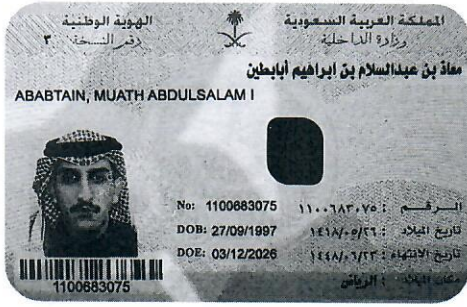 المملكة العربية السعودية
وزارة الداخلية
الهوية الوطنية
رقم النسخة ٣
معاذ بن عبدالسلام بن إبراهيم أبابطين
ABABTAIN, MUATH ABDULSALAM I
No: 1100683075 الرقم : ١١٠٠٦٨٣٠٧٥
DOB: 27/09/1997 تاريخ الميلاد : ١٤١٨/٠٥/٢٦
DOE: 03/12/2026 تاريخ الانتهاء : ١٤٤٨/٠٦/٢٣
مكان الميلاد : الرياض
1100683075